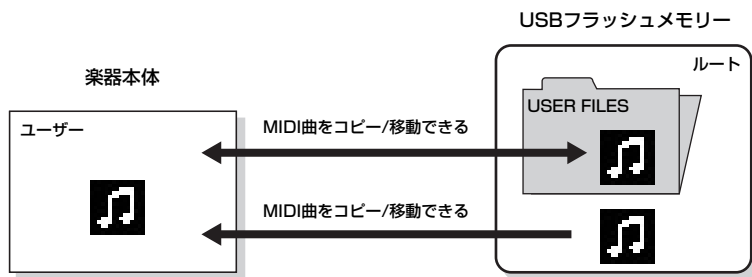 USBフラッシュメモリー
楽器本体
ルート
ユーザー
MIDI曲をコピー/移動できる
USER FILES
MIDI曲をコピー/移動できる